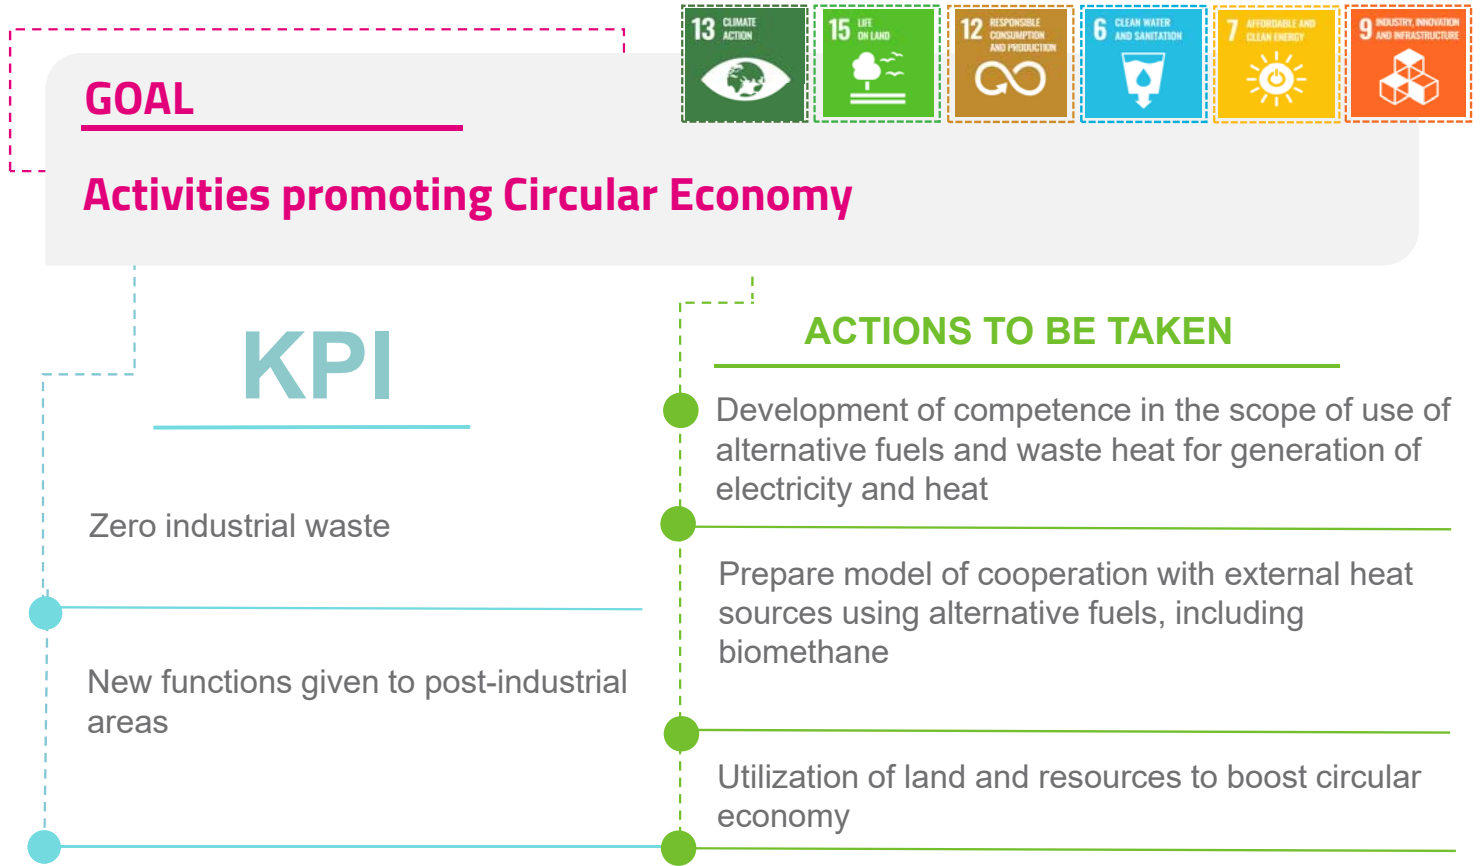 13 CLIMATE
ACTION
15 LIFE
ON LAND
12 RESPONSIBLE
CONSUMPTION
AND PRODUCTION
6 CLEAN WATER
AND SANITATION
7 AFFORDABLE AND
CLEAN ENERGY
9 INDUSTRY, INNOVATION
AND INFRASTRUCTURE
GOAL
Activities promoting Circular Economy
KPI
Zero industrial waste
New functions given to post-industrial
areas
ACTIONS TO BE TAKEN
Development of competence in the scope of use of
alternative fuels and waste heat for generation of
electricity and heat
Prepare model of cooperation with external heat
sources using alternative fuels, including
biomethane
Utilization of land and resources to boost circular
economy